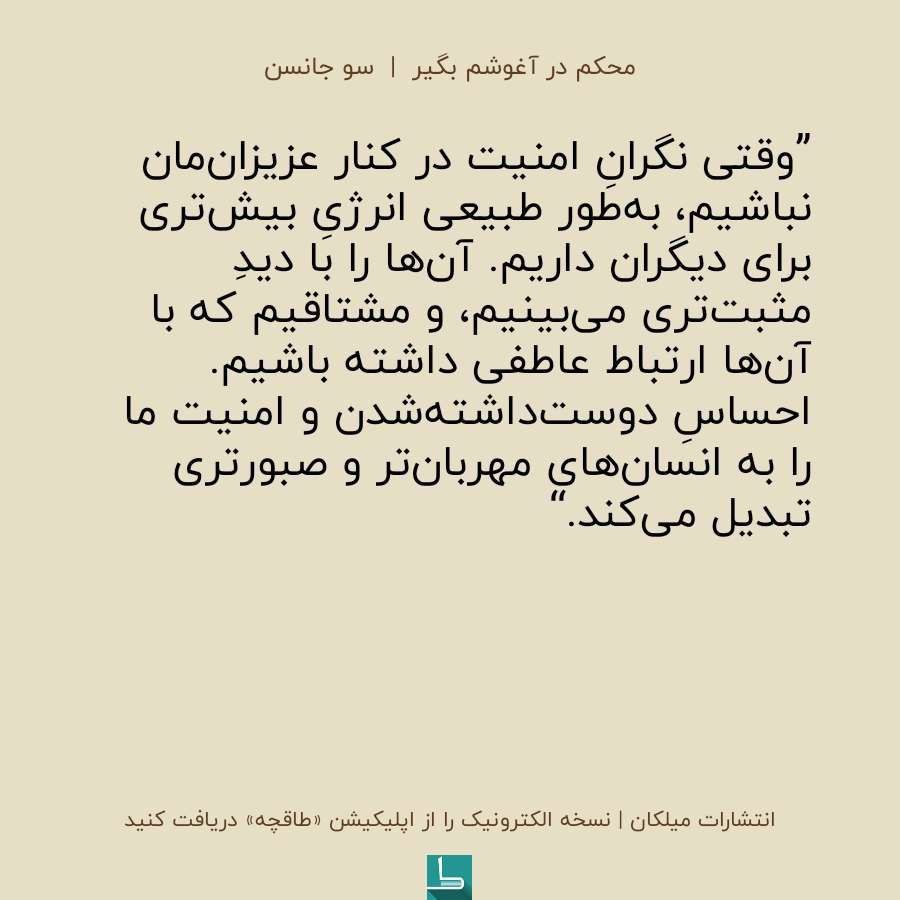 محکم در آغوشم بگیر | سو جانسن
”وقتی نگرانِ امنیت در کنار عزیزان‌مان
نباشیم، به‌طور طبیعی انرژیِ بیش‌تری
برای دیگران داریم. آن‌ها را با دیدِ
مثبت‌تری می‌بینیم، و مشتاقیم که با
آن‌ها ارتباط عاطفی داشته باشیم.
احساسِ دوست‌داشته‌شدن و امنیت ما
را به انسان‌های مهربان‌تر و صبورتری
تبدیل می‌کند.“
انتشارات میلکان | نسخه الکترونیک را از اپلیکیشن «طاقچه» دریافت کنید